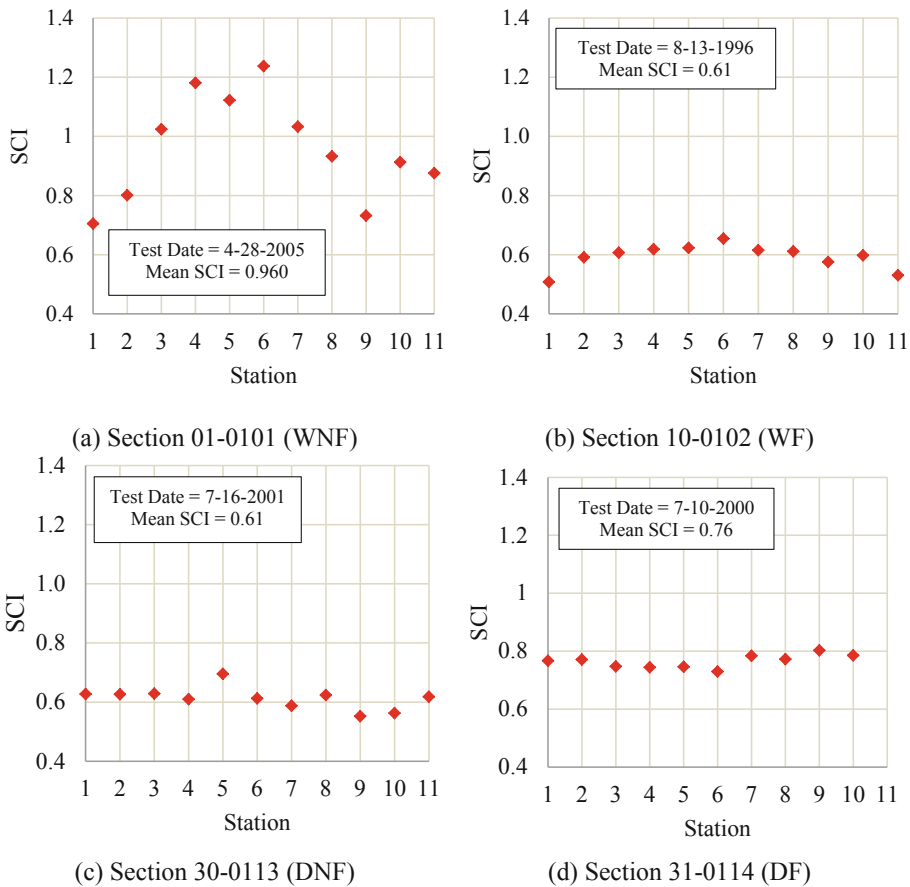 1.4
1.2
1
0.8
0.6
0.4
SCI
Test Date = 4-28-2005
Mean SCI = 0.960
1 2 3 4 5 6 7 8 9 10 11
Station
(a) Section 01-0101 (WNF)
1.4
1.2
1
0.8
0.6
0.4
SCI
Test Date = 8-13-1996
Mean SCI = 0.61
1 2 3 4 5 6 7 8 9 10 11
Station
(b) Section 10-0102 (WF)
1.4
1.2
1.0
0.8
0.6
0.4
SCI
Test Date = 7-16-2001
Mean SCI = 0.61
1 2 3 4 5 6 7 8 9 10 11
Station
(c) Section 30-0113 (DNF)
1.4
1.2
1
0.8
0.6
0.4
SCI
Test Date = 7-10-2000
Mean SCI = 0.76
1 2 3 4 5 6 7 8 9 10 11
Station
(d) Section 31-0114 (DF)